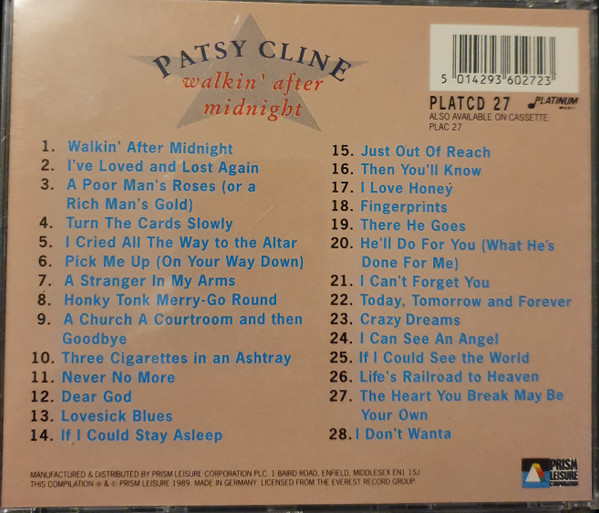 PATSY CLINE
walkin' after
midnight
5 014293 602723
PLATCD 27 PLATINUM
ALSO AVAILABLE ON CASSETTE
PLAC 27
1. Walkin' After Midnight
2. I've Loved and Lost Again
3. A Poor Man's Roses (or a
Rich Man's Gold)
4. Turn The Cards Slowly
5. I Cried All The Way to the Altar
6. Pick Me Up (On Your Way Down)
7. A Stranger In My Arms
8. Honky Tonk Merry-Go Round
9. A Church A Courtroom and then
Goodbye
10. Three Cigarettes in an Ashtray
11. Never No More
12. Dear God
13. Lovesick Blues
14. If I Could Stay Asleep
15. Just Out Of Reach
16. Then You'll Know
17. I Love Honey
18. Fingerprints
19. There He Goes
20. He'll Do For You (What He's
Done For Me)
21. I Can't Forget You
22. Today, Tomorrow and Forever
23. Crazy Dreams
24. I Can See An Angel
25. If I Could See the World
26. Life's Railroad to Heaven
27. The Heart You Break May Be
Your Own
28. I Don't Wanta
MANUFACTURED & DISTRIBUTED BY PRISM LEISURE CORPORATION PLC. 1 BAIRD ROAD, ENFIELD, MIDDLESEX EN1 1SJ.
THIS COMPILATION ℗ & © PRISM LEISURE 1989. MADE IN GERMANY. LICENSED FROM THE EVEREST RECORD GROUP.
PRISM
LEISURE
CORPORATION